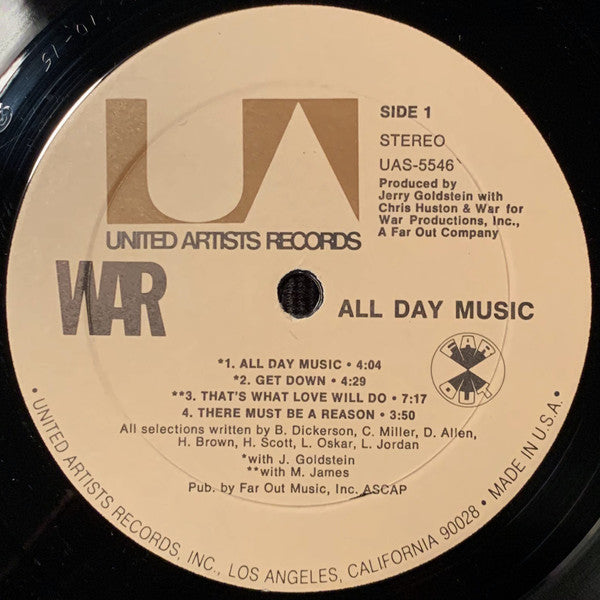 SIDE 1
STEREO
UAS-5546
Produced by
Jerry Goldstein with
Chris Huston & War for
War Productions, Inc.,
A Far Out Company
UA
UNITED ARTISTS RECORDS
WAR
ALL DAY MUSIC
FAR
OUT
*1. ALL DAY MUSIC • 4:04
*2. GET DOWN • 4:29
**3. THAT'S WHAT LOVE WILL DO • 7:17
4. THERE MUST BE A REASON • 3:50
All selections written by B. Dickerson, C. Miller, D. Allen,
H. Brown, H. Scott, L. Oskar, L. Jordan
*with J. Goldstein
**with M. James
Pub. by Far Out Music, Inc. ASCAP
• UNITED ARTISTS RECORDS, INC., LOS ANGELES, CALIFORNIA 90028 • MADE IN U.S.A. •